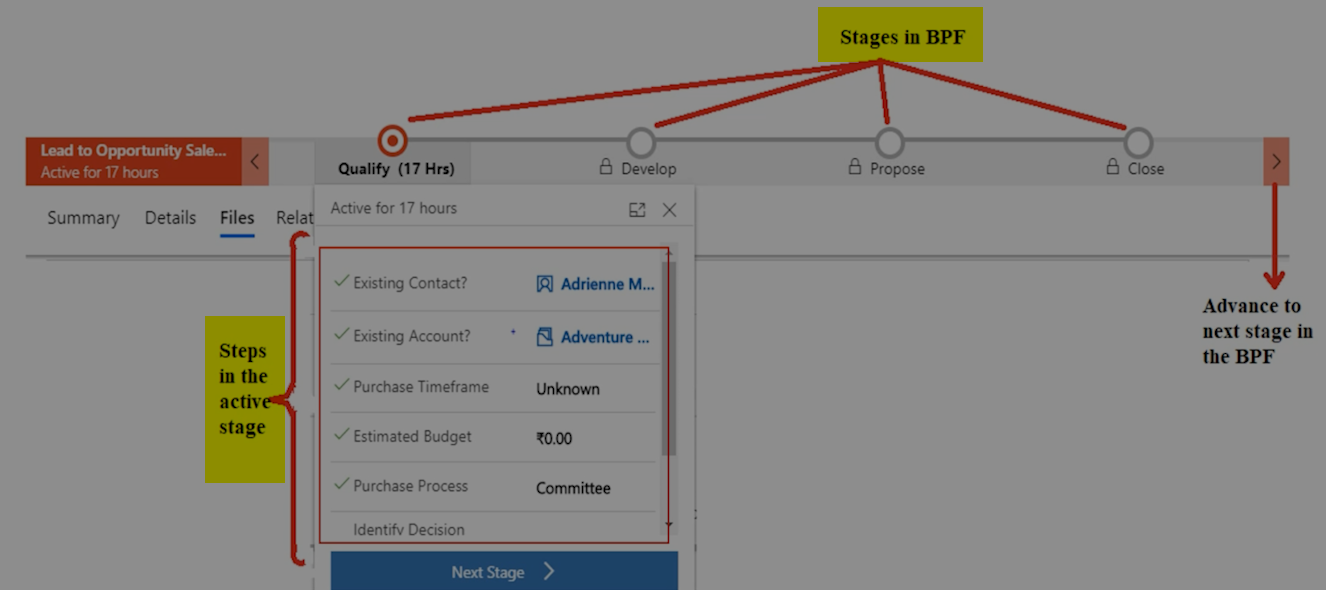 Stages in BPF
Lead to Opportunity Sale...
Active for 17 hours
Qualify (17 Hrs)
Develop
Propose
Close
Summary
Details
Files
Relat
Active for 17 hours
Existing Contact?
Adrienne M...
Existing Account?
Adventure ...
Purchase Timeframe
Unknown
Estimated Budget
₹0.00
Purchase Process
Committee
Identify Decision
Next Stage
Steps
in the
active
stage
Advance to
next stage in
the BPF